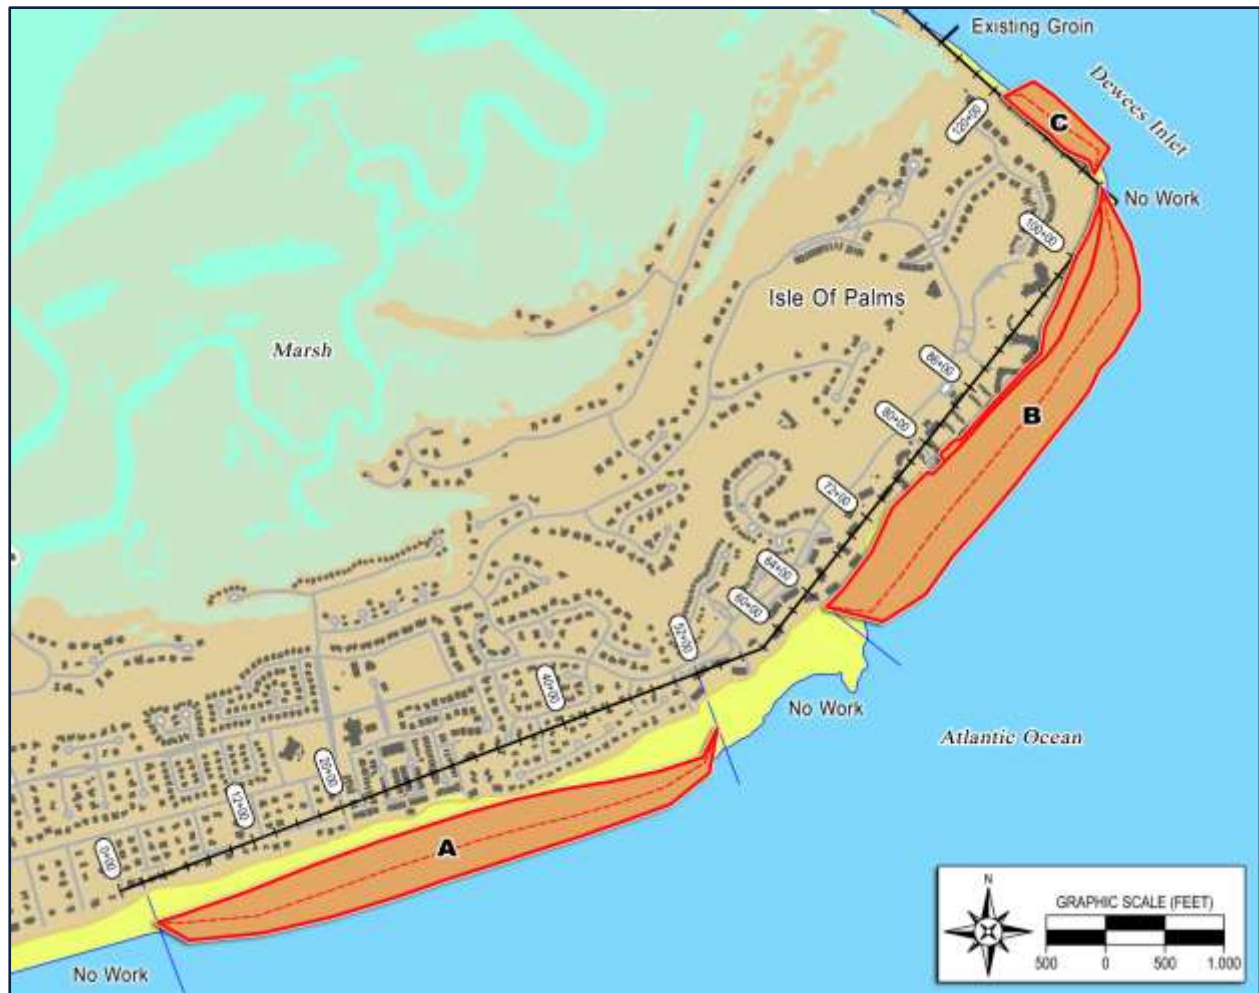 Existing Groin
Dewees Inlet
C
120+00
No Work
100+00
Isle Of Palms
Marsh
86+00
B
80+00
72+00
64+00
60+00
52+00
40+00
No Work
Atlantic Ocean
20+00
12+00
A
0+00
No Work
N
GRAPHIC SCALE (FEET)
500 0 500 1.000